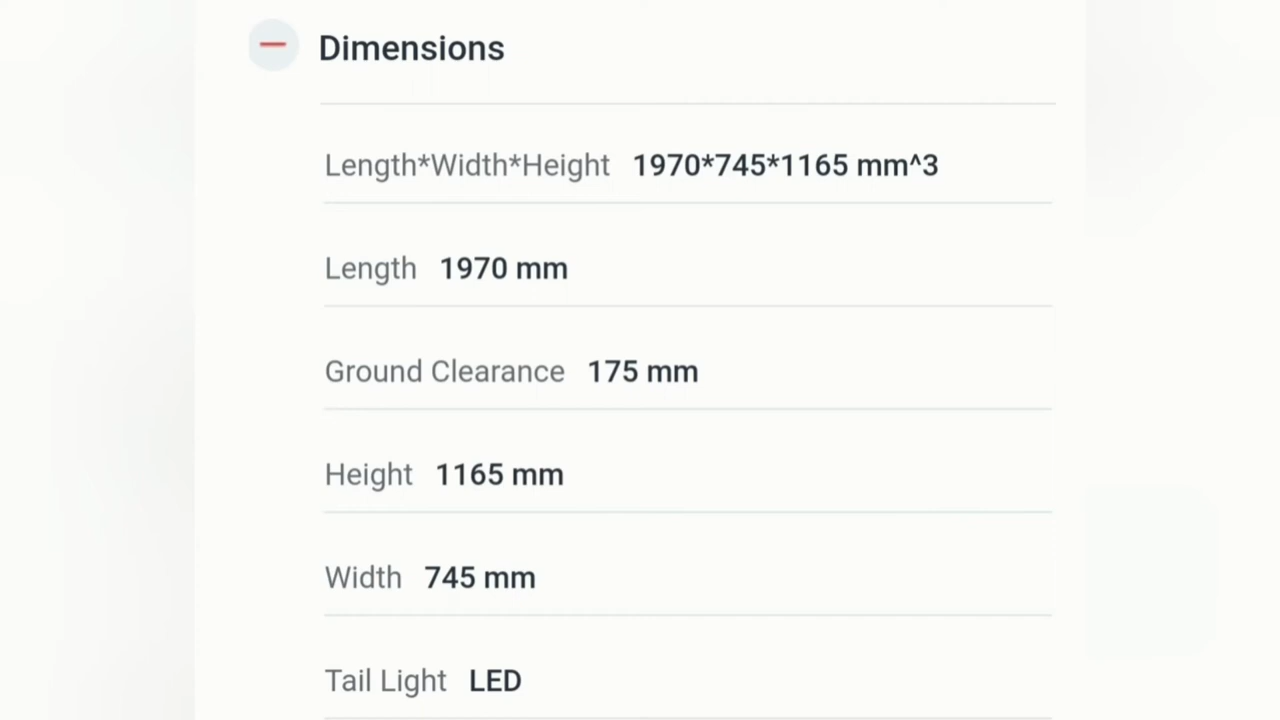 Dimensions
Length*Width*Height 1970*745*1165 mm^3
Length 1970 mm
Ground Clearance 175 mm
Height 1165 mm
Width 745 mm
Tail Light LED